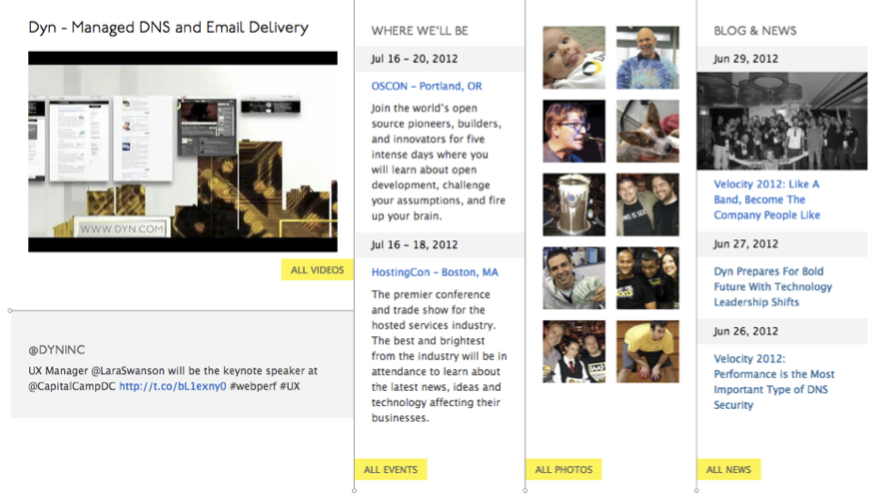 Dyn - Managed DNS and Email Delivery
WWW.DYN.COM
ALL VIDEOS
@DYNINC
UX Manager @LaraSwanson will be the keynote speaker at
@CapitalCampDC http://t.co/bL1exny0 #webperf #UX
WHERE WE'LL BE
Jul 16 – 20, 2012
OSCON – Portland, OR
Join the world's open
source pioneers, builders,
and innovators for five
intense days where you
will learn about open
development, challenge
your assumptions, and fire
up your brain.
Jul 16 – 18, 2012
HostingCon – Boston, MA
The premier conference
and trade show for the
hosted services industry.
The best and brightest
from the industry will be in
attendance to learn about
the latest news, ideas and
technology affecting their
businesses.
ALL EVENTS
ALL PHOTOS
BLOG & NEWS
Jun 29, 2012
Velocity 2012: Like A
Band, Become The
Company People Like
Jun 27, 2012
Dyn Prepares For Bold
Future With Technology
Leadership Shifts
Jun 26, 2012
Velocity 2012:
Performance is the Most
Important Type of DNS
Security
ALL NEWS